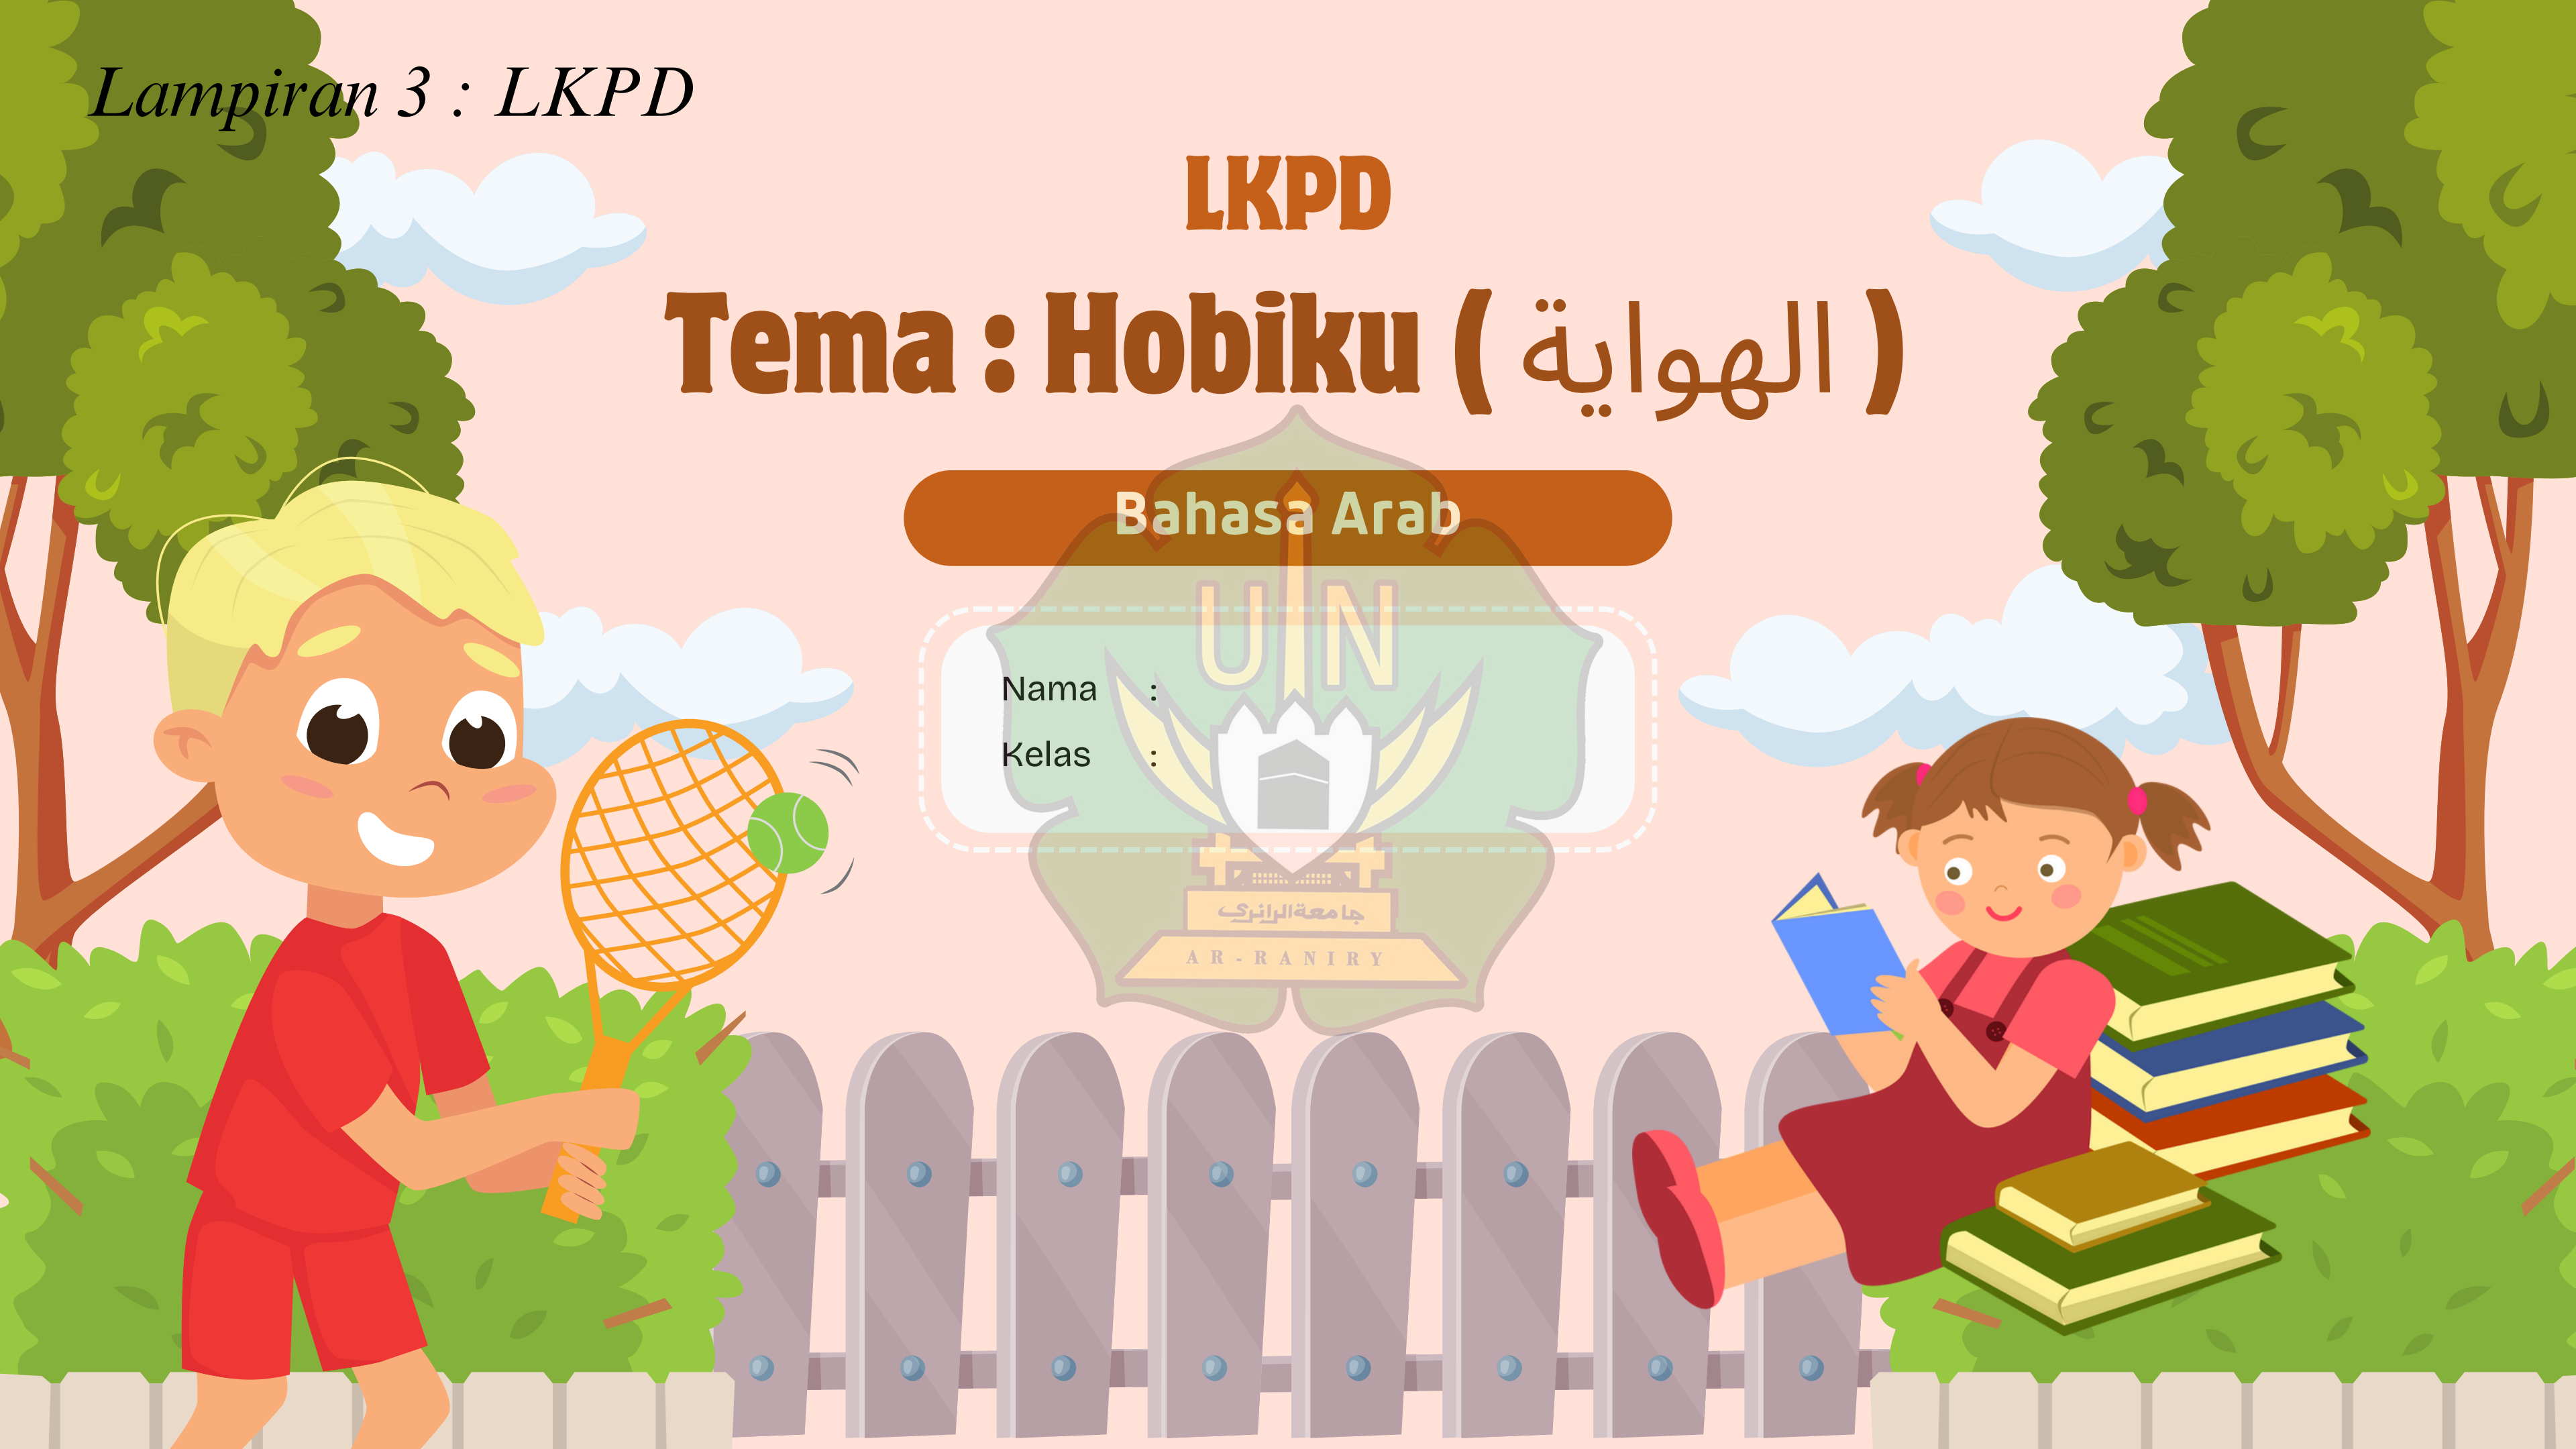 Lampiran 3 : LKPD
LKPD
Tema : Hobiku ( الهواية )
Bahasa Arab
UIN
Nama :
Kelas :
جامعة الرانري
AR-RANIRY